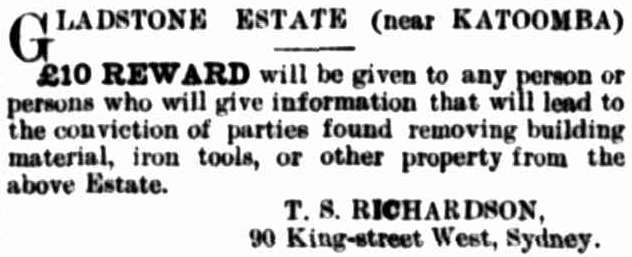 GLADSTONE ESTATE (near KATOOMBA)
£10 REWARD will be given to any person or
persons who will give information that will lead to
the conviction of parties found removing building
material, iron tools, or other property from the
above Estate.
T. S. RICHARDSON,
90 King-street West, Sydney.